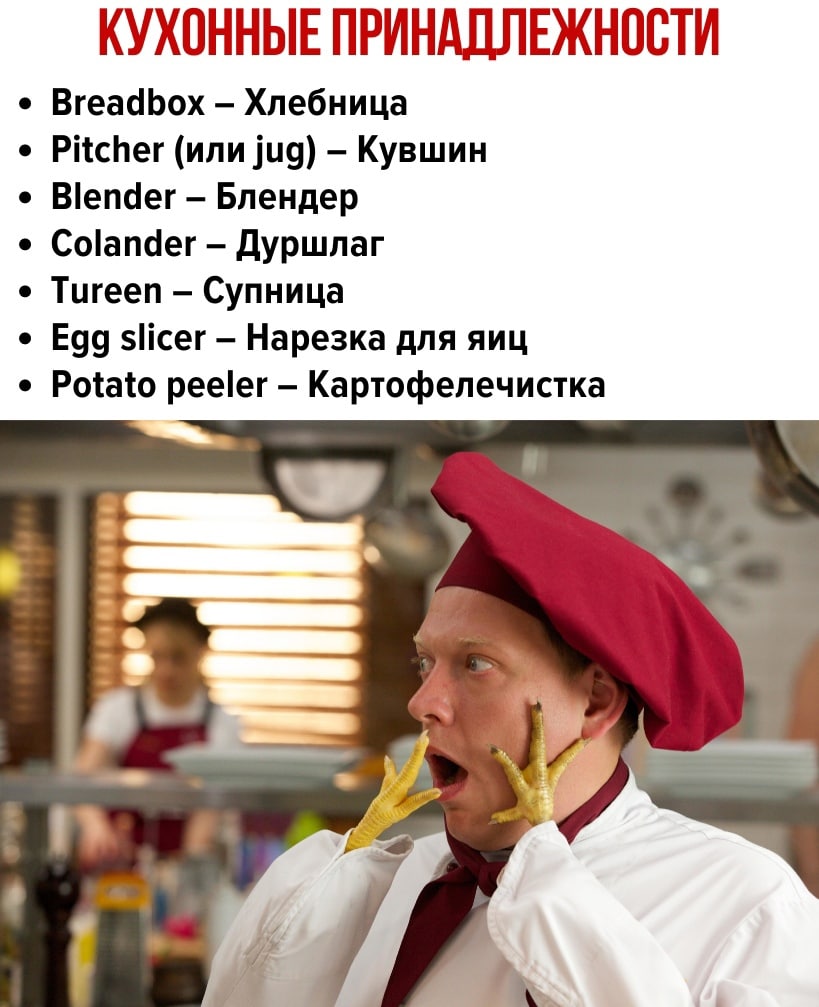 КУХОННЫЕ ПРИНАДЛЕЖНОСТИ
• Breadbox – Хлебница
• Pitcher (или jug) – Кувшин
• Blender – Блендер
• Colander – Дуршлаг
• Tureen – Супница
• Egg slicer – Нарезка для яиц
• Potato peeler – Картофелечистка